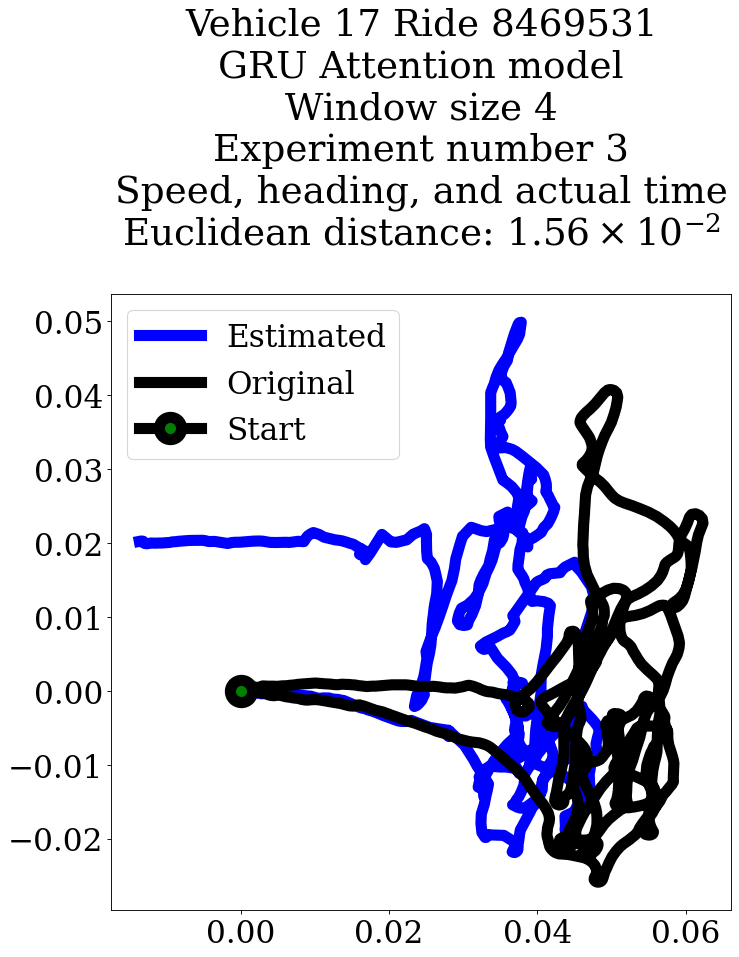 Vehicle 17 Ride 8469531
GRU Attention model
Window size 4
Experiment number 3
Speed, heading, and actual time
Euclidean distance: 1.56 × 10⁻²
Estimated
Original
Start
0.05
0.04
0.03
0.02
0.01
0.00
−0.01
−0.02
0.00 0.02 0.04 0.06